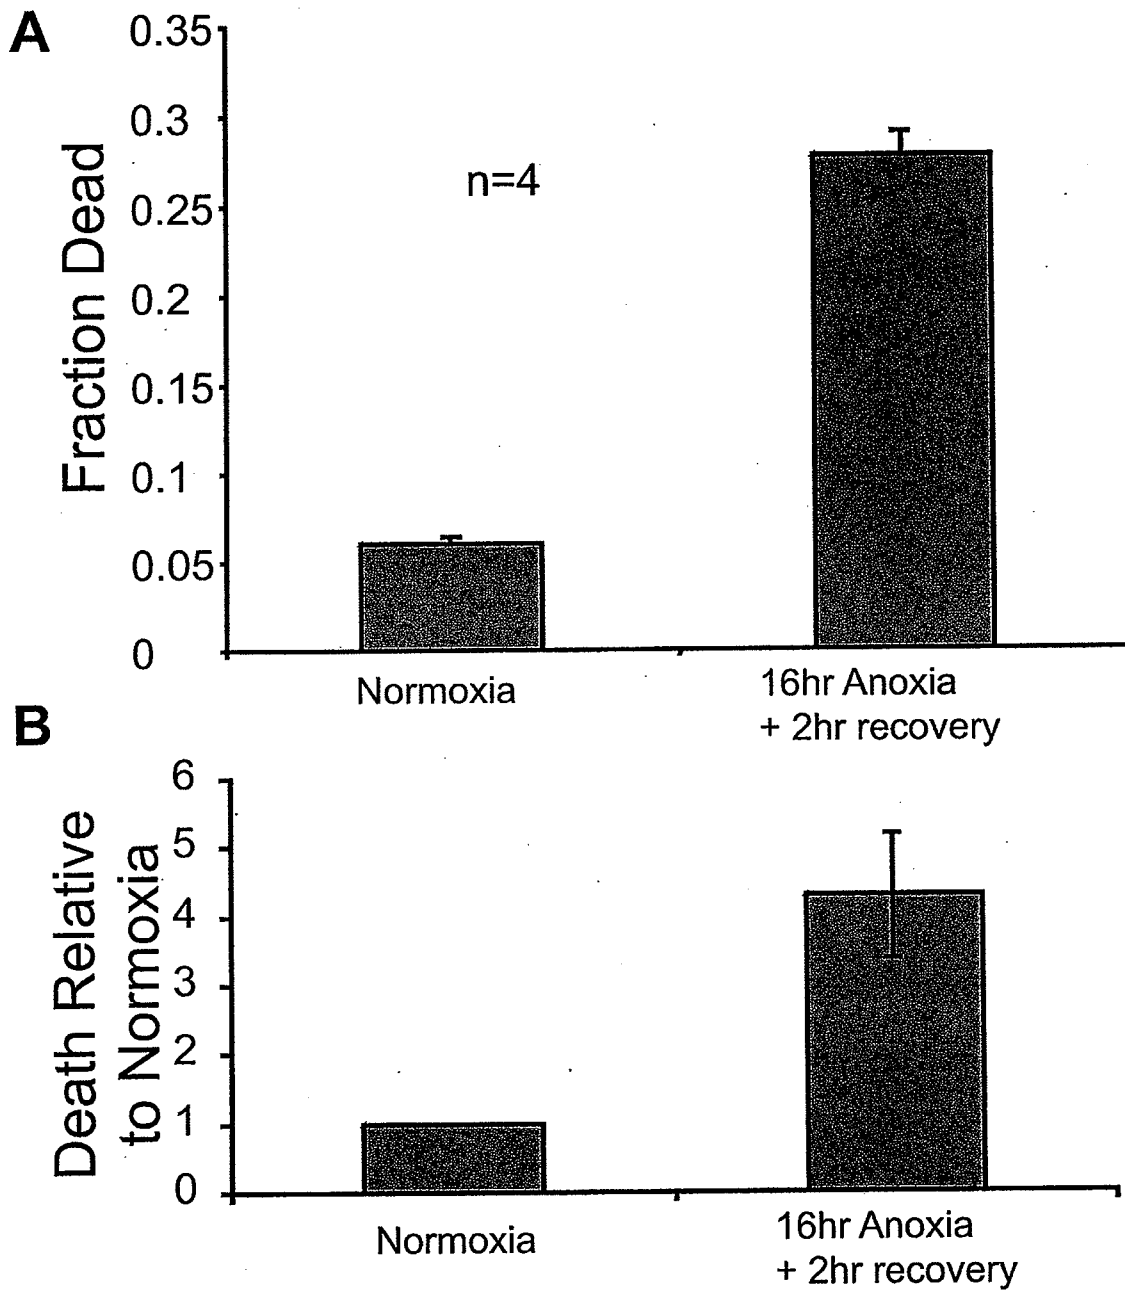 A
0.35
0.3
0.25
0.2
0.15
0.1
0.05
0
Fraction Dead
n=4
Normoxia
16hr Anoxia
+ 2hr recovery
B
6
5
4
3
2
1
0
Death Relative
to Normoxia
Normoxia
16hr Anoxia
+ 2hr recovery